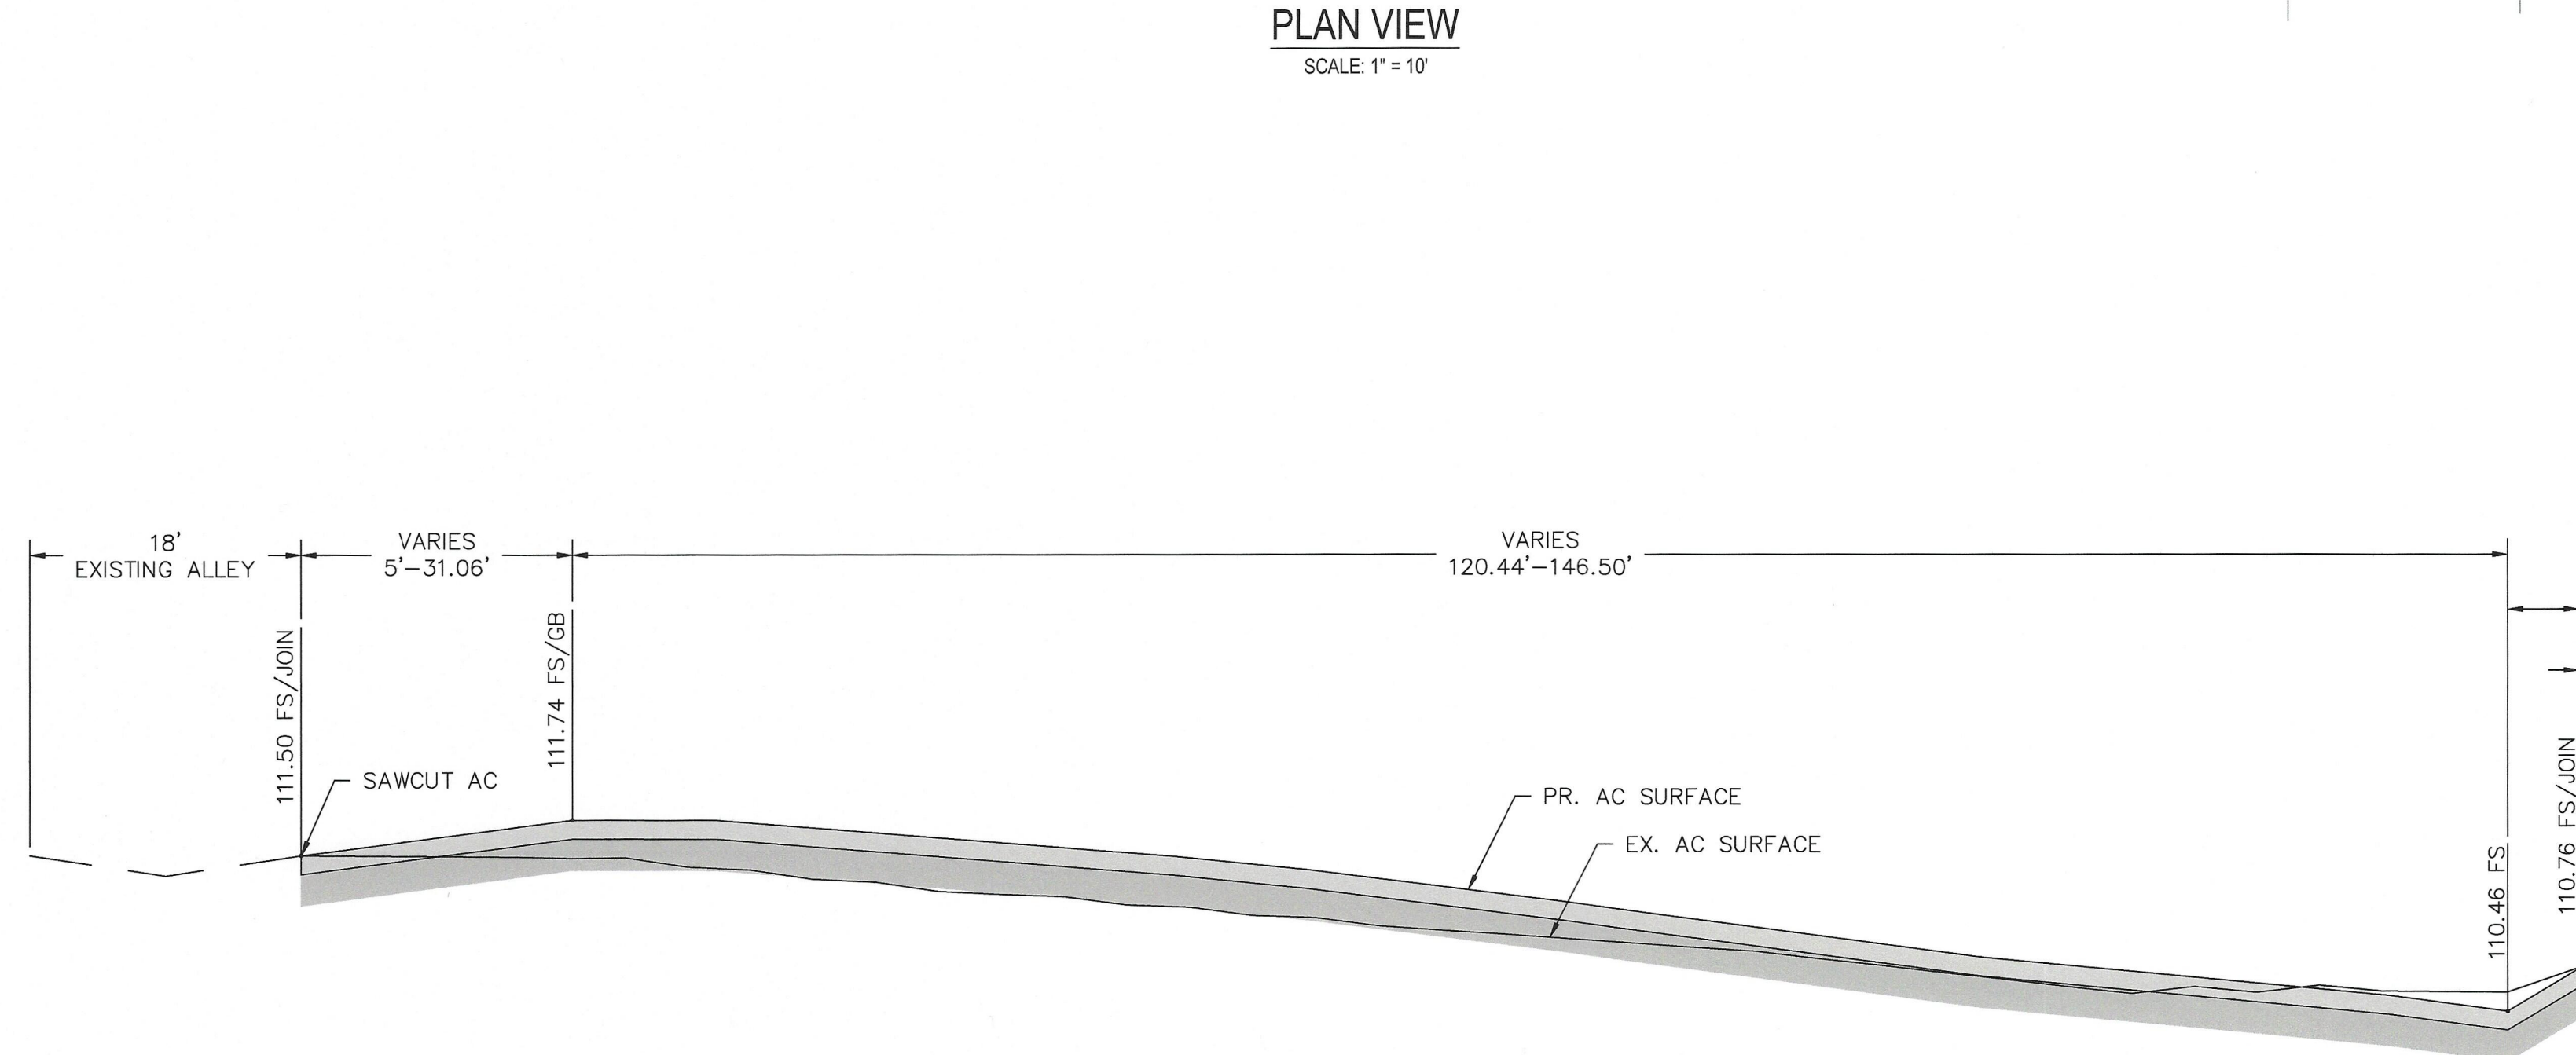 PLAN VIEW
SCALE: 1" = 10'
18'
EXISTING ALLEY
VARIES
5'-31.06'
VARIES
120.44'-146.50'
111.50 FS/JOIN
111.74 FS/GB
SAWCUT AC
PR. AC SURFACE
EX. AC SURFACE
110.46 FS
110.76 FS/JOIN